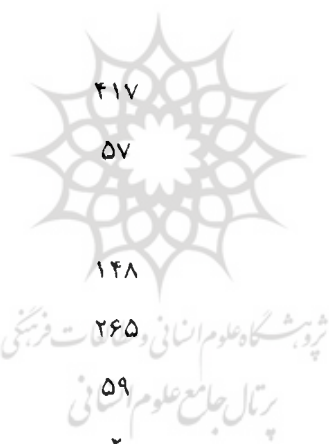 ۴۱۷
۵۷
۱۴۸
۲۶۵
پژوهشگاه علوم انسانی و مطالعات فرهنگی
۵۹
پرتال جامع علوم انسانی